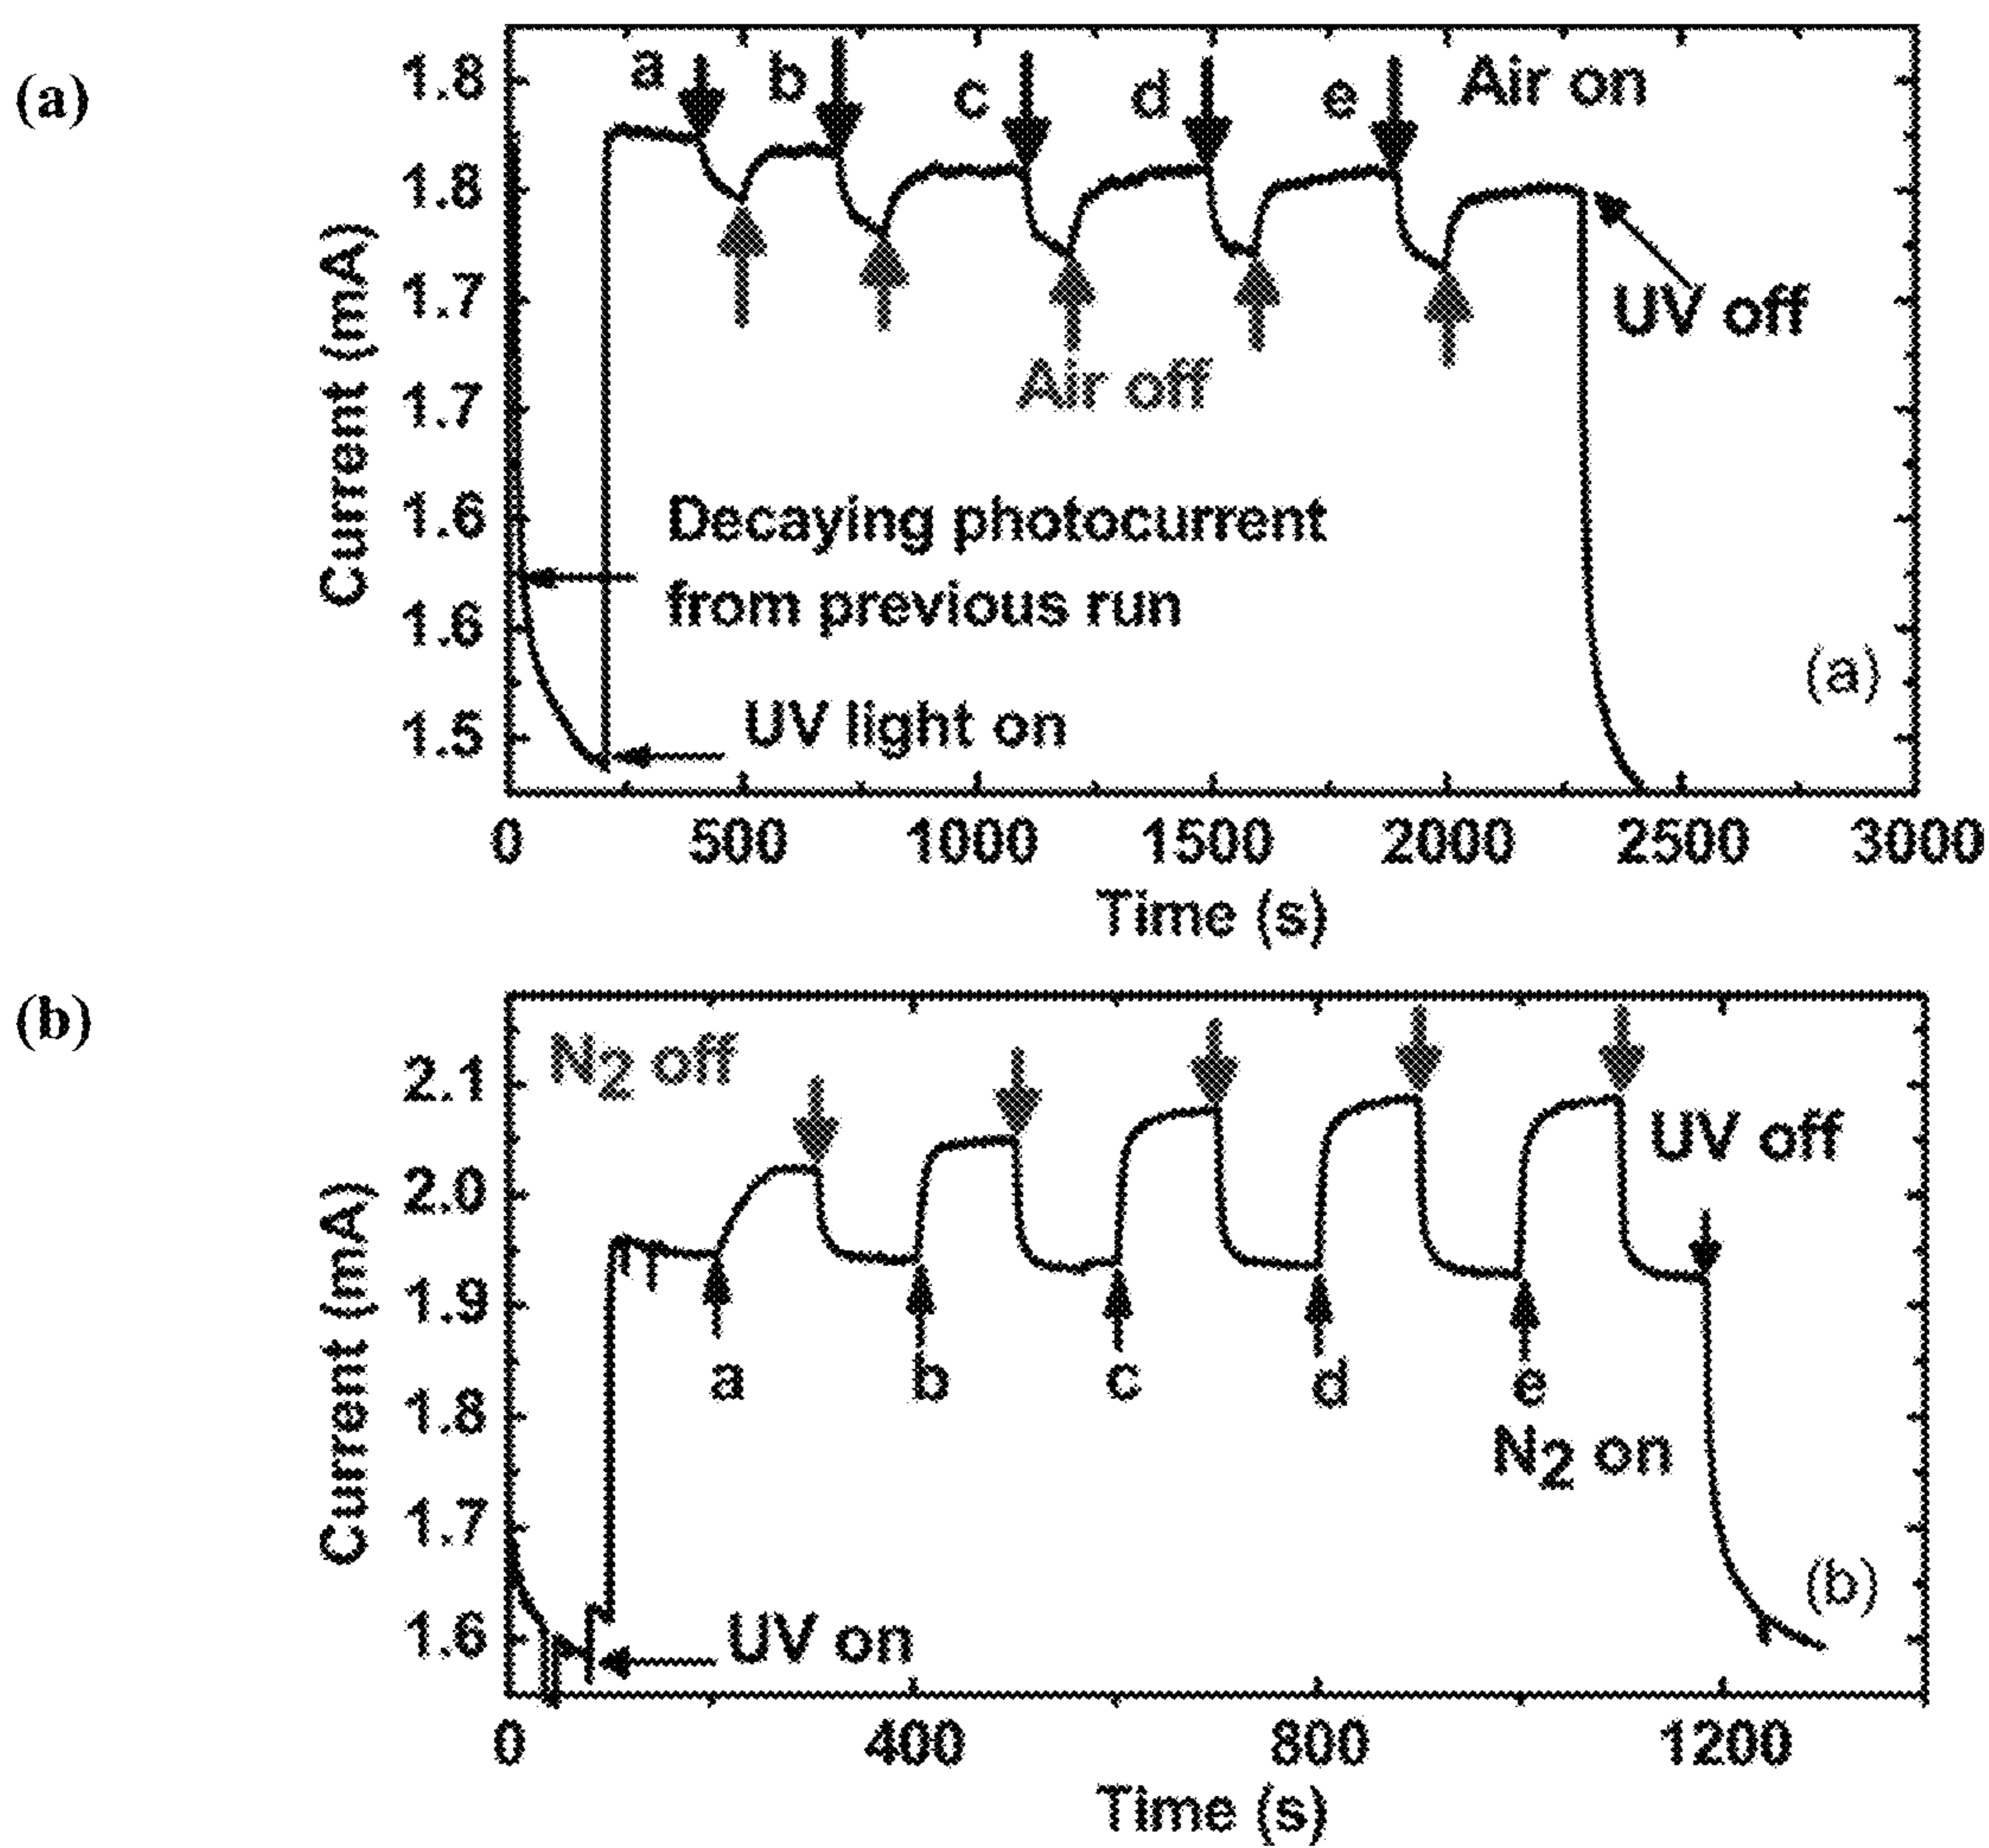 (a)
a b c d e Air on
1.8
1.8
1.7
1.7
1.6
1.6
1.5
Current (mA)
UV off
Air off
Decaying photocurrent
from previous run
UV light on
(a)
0 500 1000 1500 2000 2500 3000
Time (s)
(b)
N2 off
2.1
2.0
1.9
1.8
1.7
1.6
Current (mA)
UV off
a b c d e
N2 on
UV on
(b)
0 400 800 1200
Time (s)